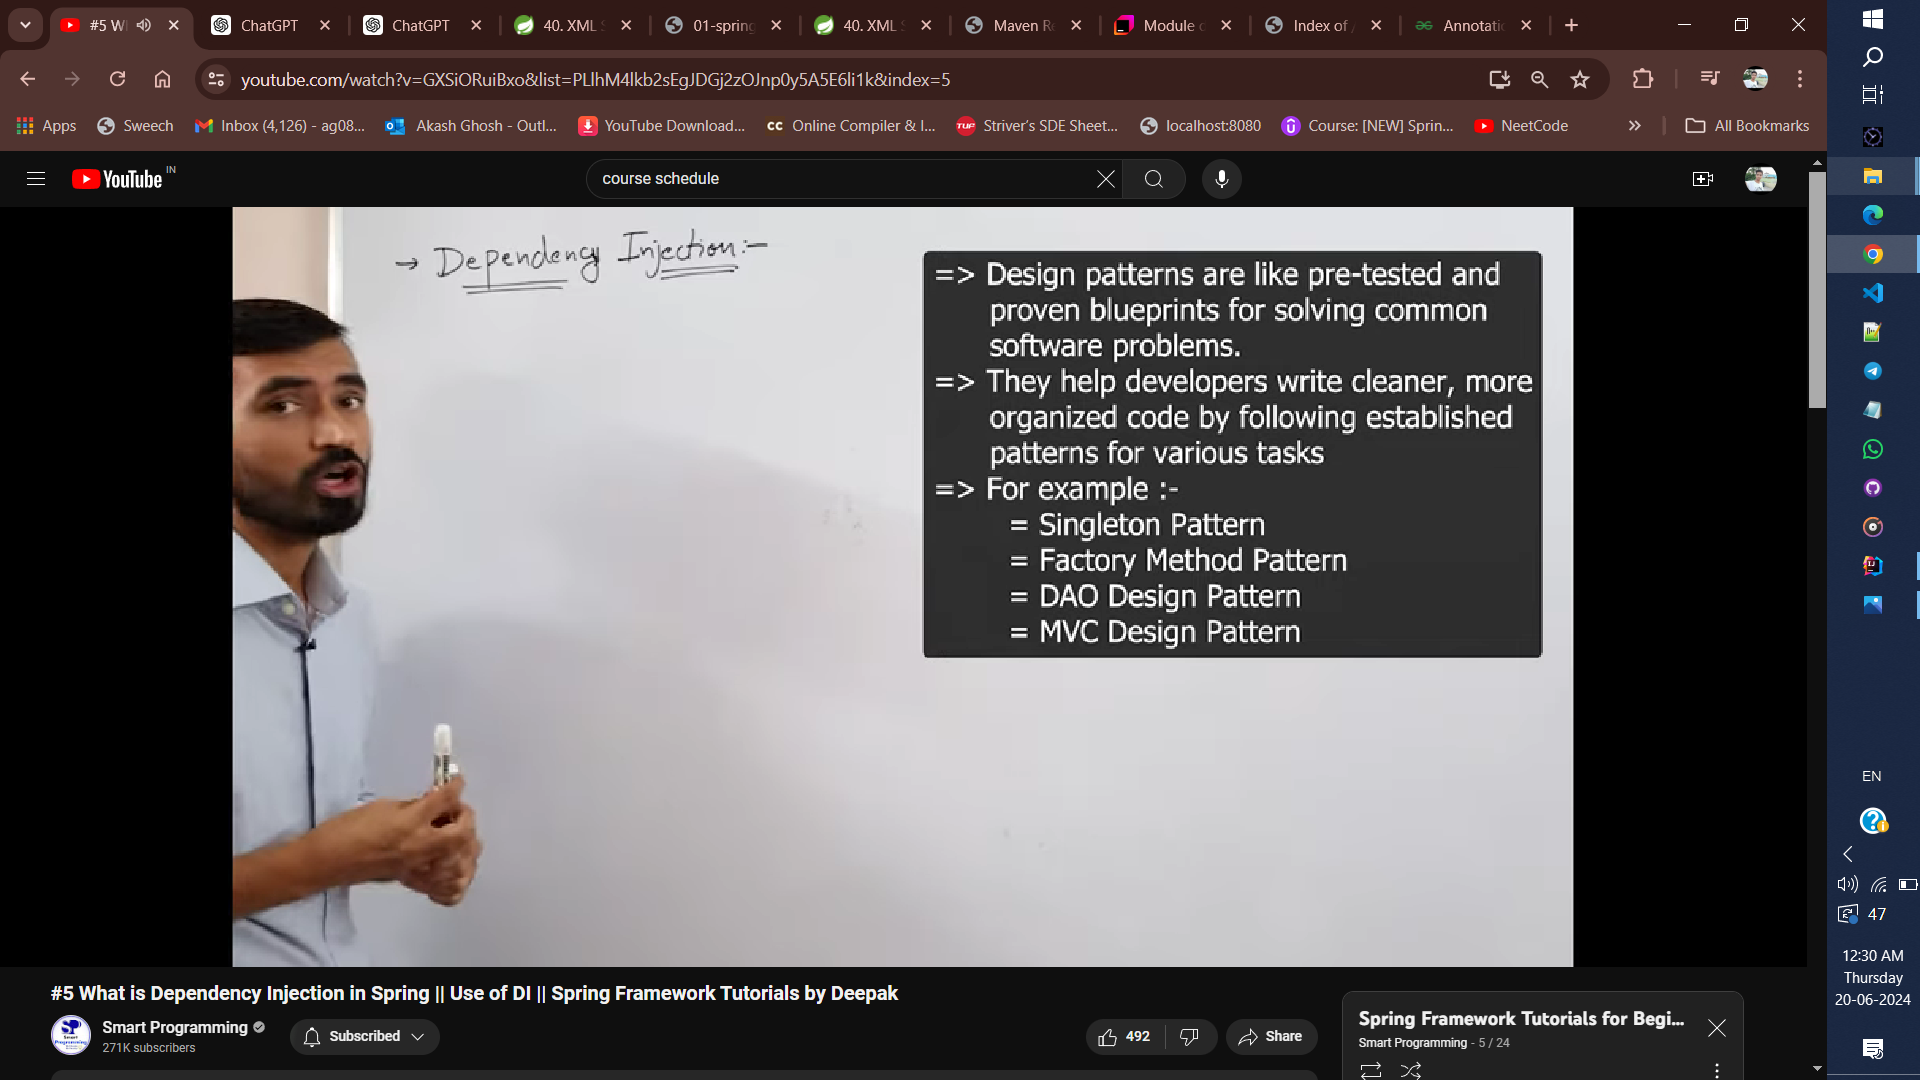 #5 W
ChatGPT
ChatGPT
40. XML S
01-spring
40. XML S
Maven Re
Module
Index of
Annotatio
youtube.com/watch?v=GXSiORuiBxo&list=PLlhM4lkb2sEgJDGj2zOJnp0y5A5E6li1k&index=5
Apps
Sweech
Inbox (4,126) - ag08...
Akash Ghosh - Outl...
YouTube Download...
CC Online Compiler & I...
TUF Striver's SDE Sheet...
localhost:8080
Course: [NEW] Sprin...
NeetCode
All Bookmarks
YouTube IN
course schedule
→ Dependency Injection:-
=> Design patterns are like pre-tested and
proven blueprints for solving common
software problems.
=> They help developers write cleaner, more
organized code by following established
patterns for various tasks
=> For example :-
= Singleton Pattern
= Factory Method Pattern
= DAO Design Pattern
= MVC Design Pattern
#5 What is Dependency Injection in Spring || Use of DI || Spring Framework Tutorials by Deepak
Smart Programming
271K subscribers
Subscribed
492
Share
Spring Framework Tutorials for Begi...
Smart Programming - 5 / 24
EN
47
12:30 AM
Thursday
20-06-2024